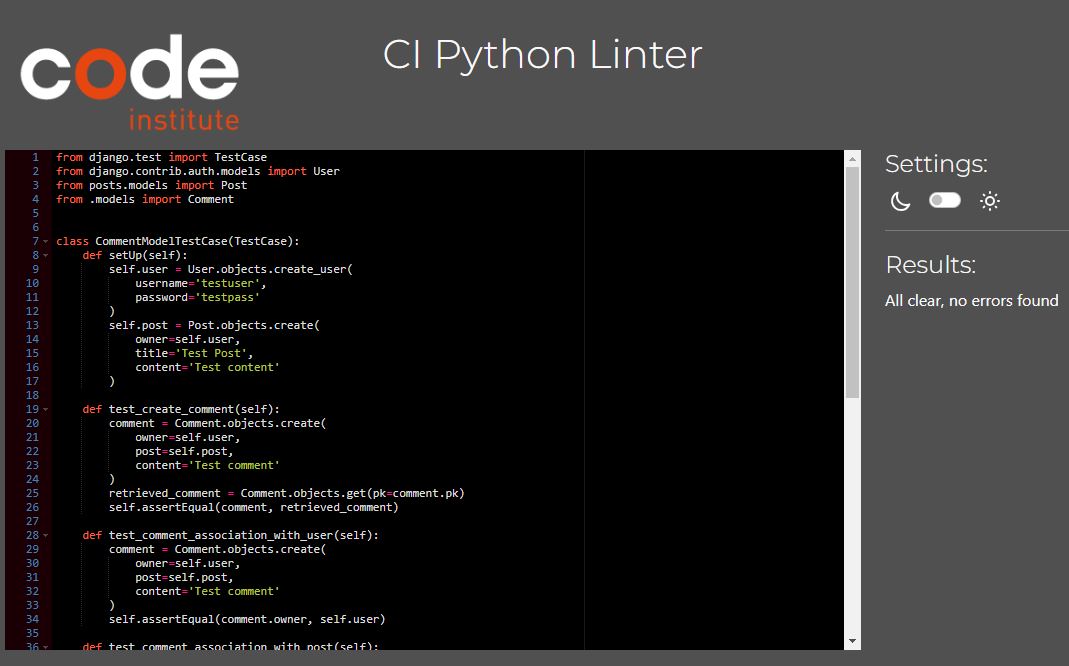 code
institute
CI Python Linter
1 from django.test import TestCase
2 from django.contrib.auth.models import User
3 from posts.models import Post
4 from .models import Comment
5
6
7 class CommentModelTestCase(TestCase):
8     def setUp(self):
9         self.user = User.objects.create_user(
10             username='testuser',
11             password='testpass'
12         )
13         self.post = Post.objects.create(
14             owner=self.user,
15             title='Test Post',
16             content='Test content'
17         )
18
19     def test_create_comment(self):
20         comment = Comment.objects.create(
21             owner=self.user,
22             post=self.post,
23             content='Test comment'
24         )
25         retrieved_comment = Comment.objects.get(pk=comment.pk)
26         self.assertEqual(comment, retrieved_comment)
27
28     def test_comment_association_with_user(self):
29         comment = Comment.objects.create(
30             owner=self.user,
31             post=self.post,
32             content='Test comment'
33         )
34         self.assertEqual(comment.owner, self.user)
35
36     def test_comment_association_with_post(self):
Settings:
Results:
All clear, no errors found